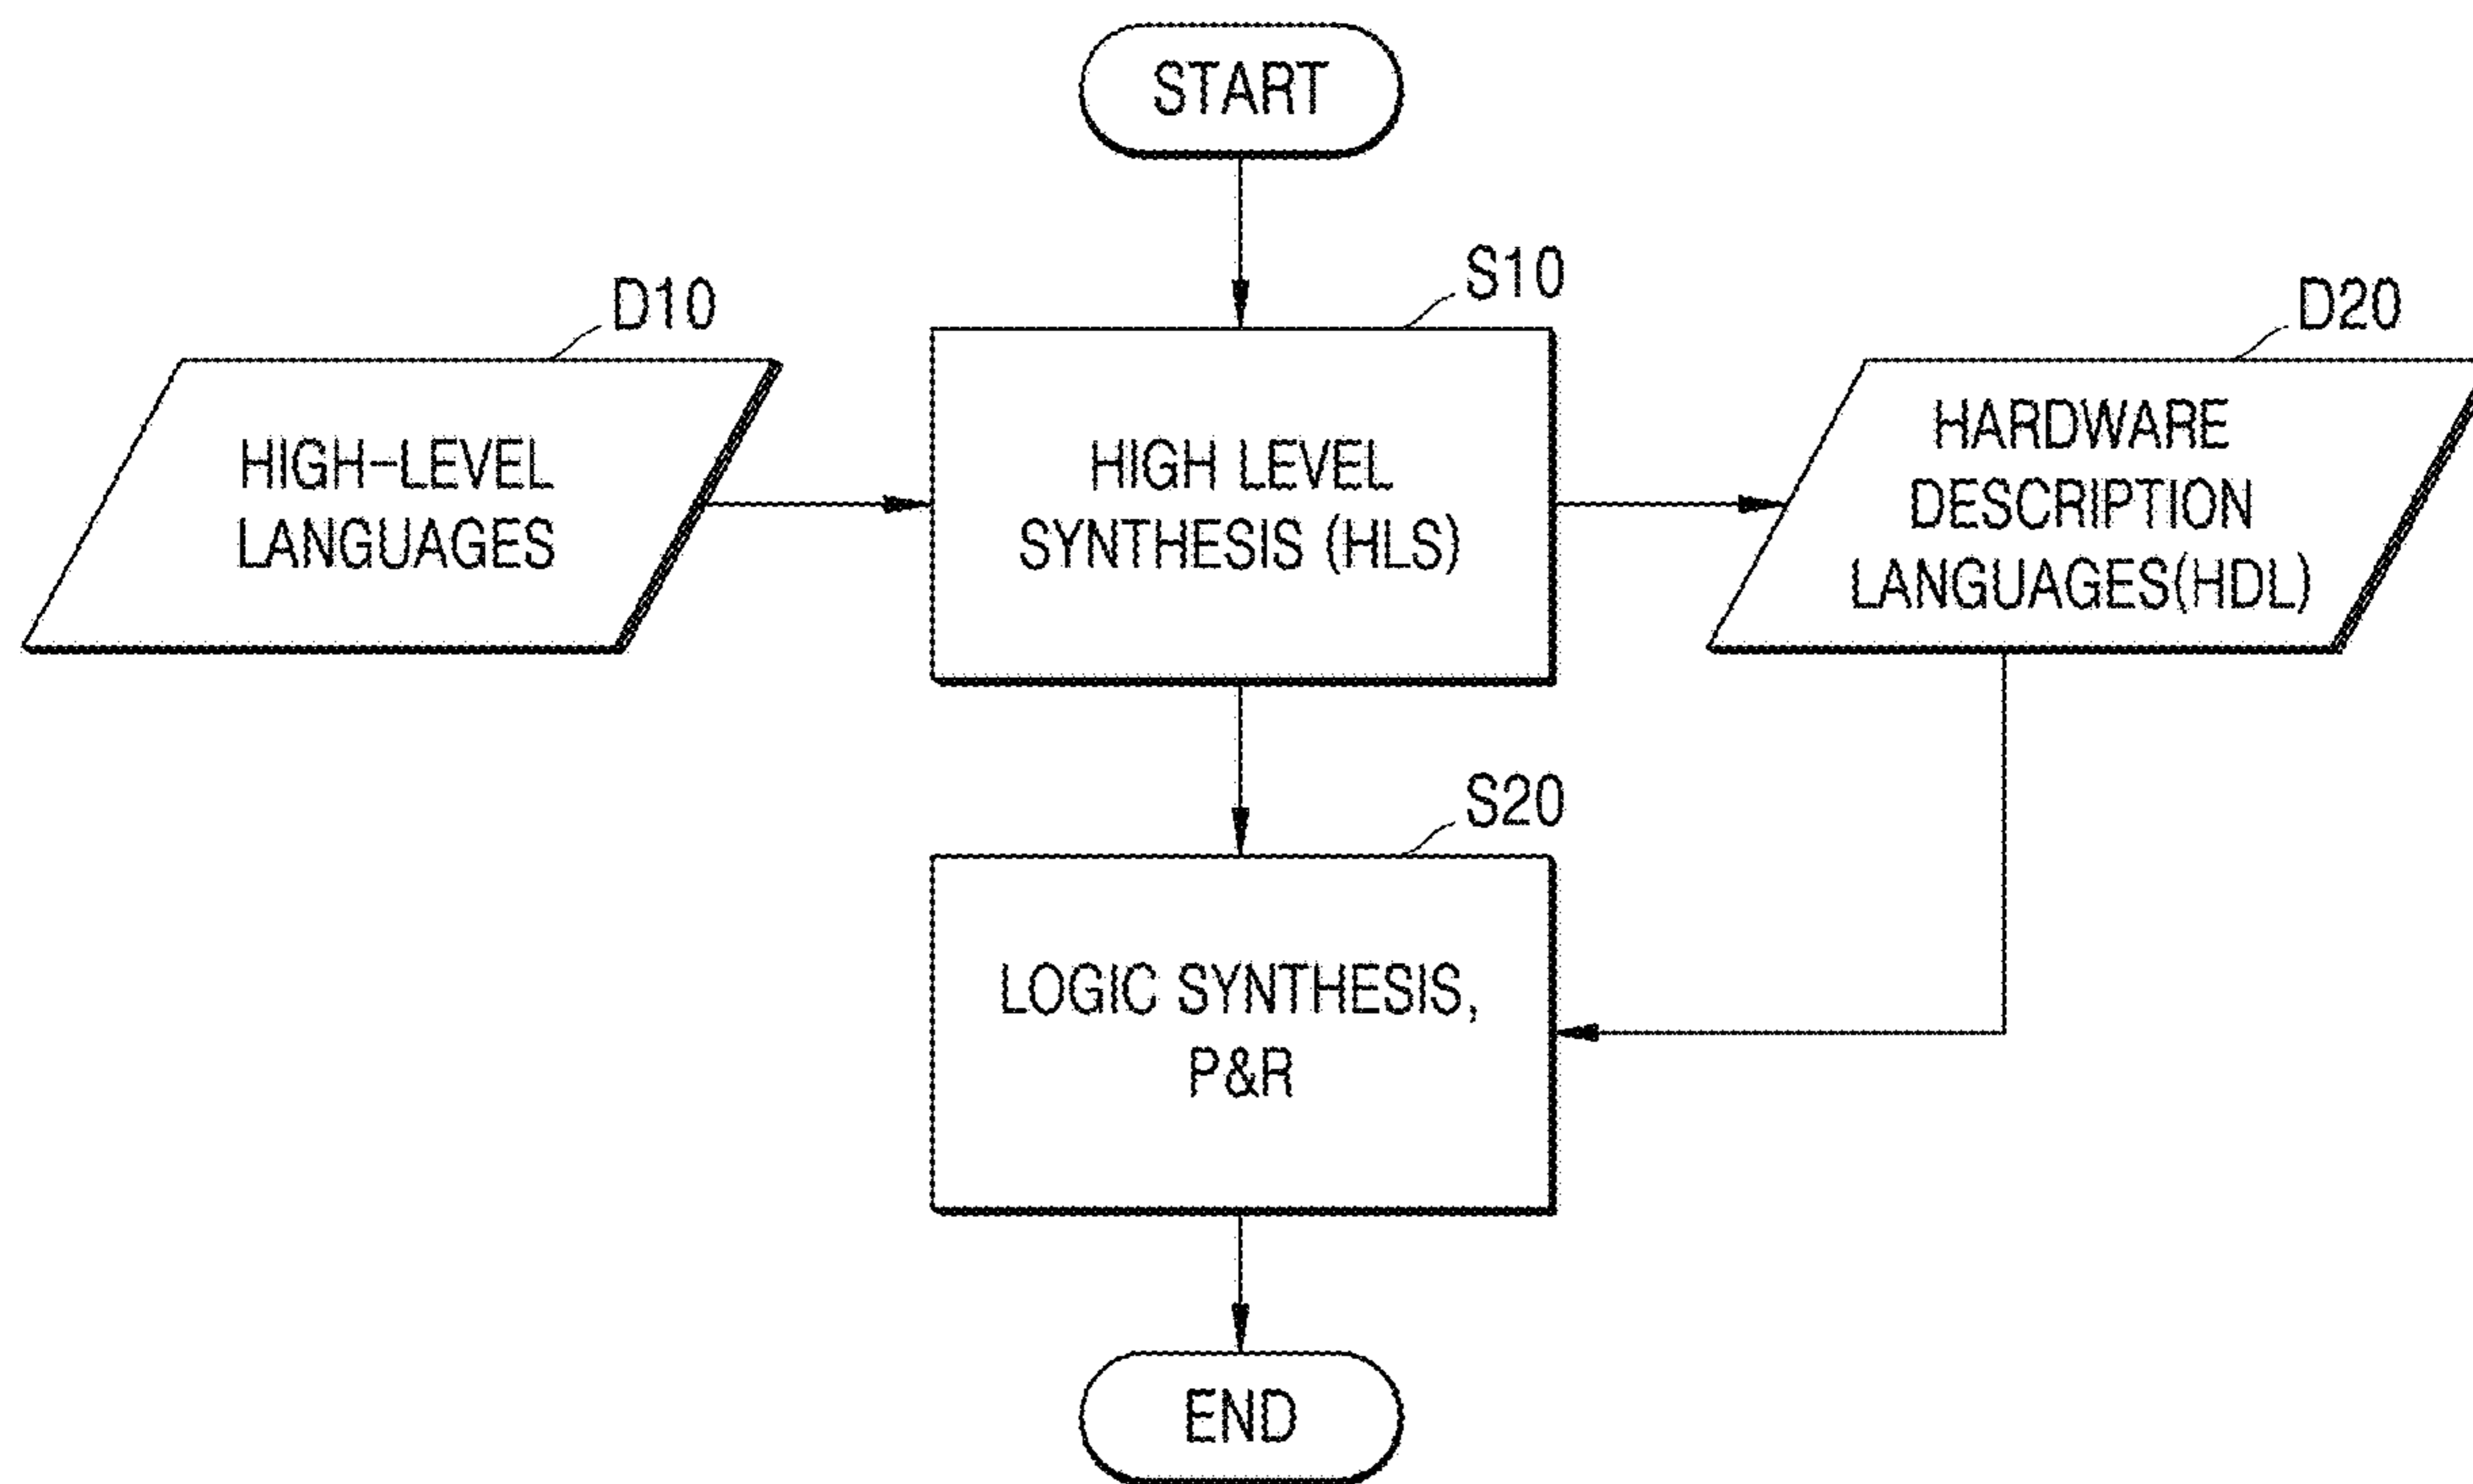 START
S10
D10
D20
HIGH-LEVEL
LANGUAGES
HIGH LEVEL
SYNTHESIS (HLS)
HARDWARE
DESCRIPTION
LANGUAGES(HDL)
S20
LOGIC SYNTHESIS,
P&R
END